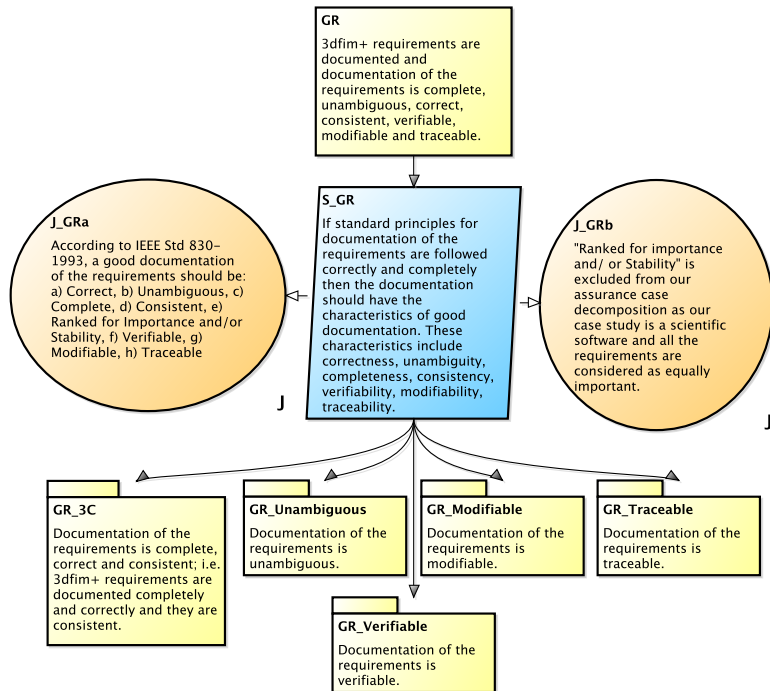 GR
3dfim+ requirements are
documented and
documentation of the
requirements is complete,
unambiguous, correct,
consistent, verifiable,
modifiable and traceable.
J_GRa
According to IEEE Std 830-
1993, a good documentation
of the requirements should be:
a) Correct, b) Unambiguous, c)
Complete, d) Consistent, e)
Ranked for Importance and/or
Stability, f) Verifiable, g)
Modifiable, h) Traceable
J
S_GR
If standard principles for
documentation of the
requirements are followed
correctly and completely
then the documentation
should have the
characteristics of good
documentation. These
characteristics include
correctness, unambiguity,
completeness, consistency,
verifiability, modifiability,
traceability.
J_GRb
"Ranked for importance
and/ or Stability" is
excluded from our
assurance case
decomposition as our
case study is a scientific
software and all the
requirements are
considered as equally
important.
J
GR_3C
Documentation of the
requirements is complete,
correct and consistent; i.e.
3dfim+ requirements are
documented completely
and correctly and they are
consistent.
GR_Unambiguous
Documentation of the
requirements is
unambiguous.
GR_Modifiable
Documentation of the
requirements is
modifiable.
GR_Traceable
Documentation of the
requirements is
traceable.
GR_Verifiable
Documentation of the
requirements is
verifiable.